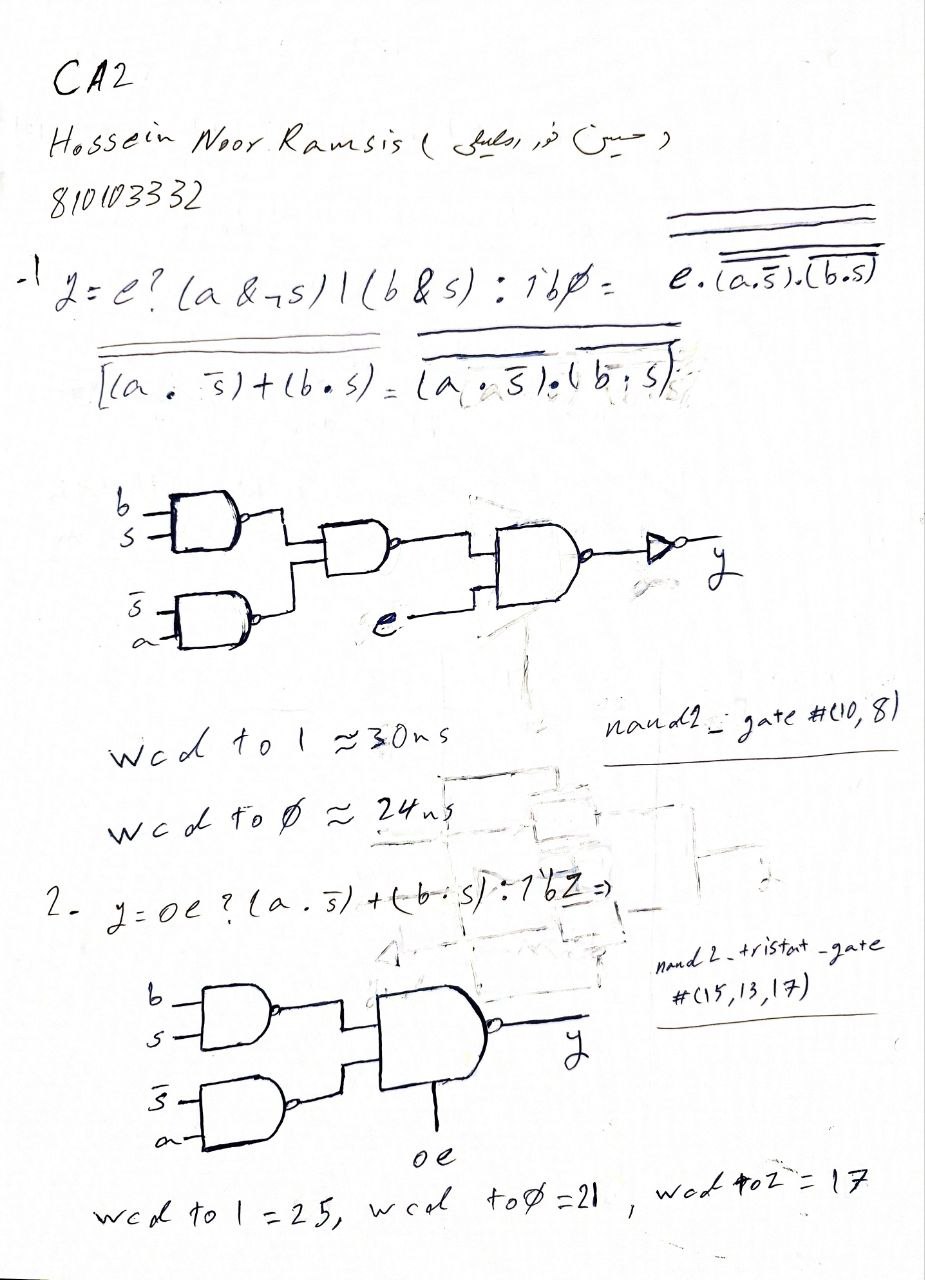 CA2
Hossein Noor Ramsis (حسین نور رمسیس)
810103332
-1 y = e? (a & ¬s) | (b & s) : 1'b0 = e.(a.s̅).(b.s)
[(a . s̅) + (b . s) = (a . s̅).(b . s)
b
s
s̅
a
e
y
wcd to 1 ≈ 30ns
nand2_gate #(10, 8)
wcd to 0 ≈ 24ns
2- y = oe ? (a . s̅) + (b . s) : 1'bZ ⇒
nand2_tristat_gate
#(15, 13, 17)
b
s
s̅
a
y
oe
wcd to 1 = 25, wcd to 0 = 21, wcd to Z = 17